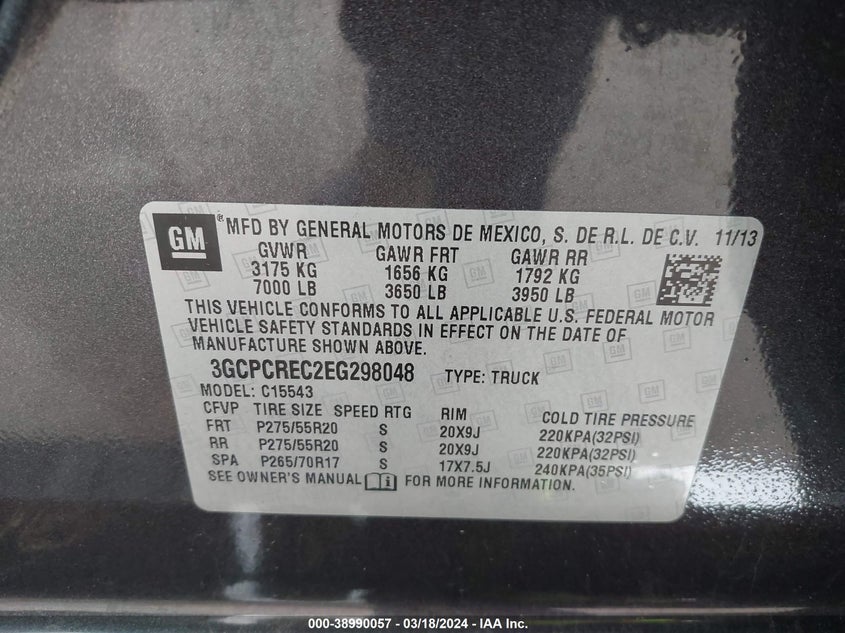 GM ® MFD BY GENERAL MOTORS DE MEXICO, S. DE R.L. DE C.V. 11/13
GVWR GAWR FRT GAWR RR
3175 KG 1656 KG 1792 KG
7000 LB 3650 LB 3950 LB
THIS VEHICLE CONFORMS TO ALL APPLICABLE U.S. FEDERAL MOTOR
VEHICLE SAFETY STANDARDS IN EFFECT ON THE DATE OF
MANUFACTURE SHOWN ABOVE.
3GCPCREC2EG298048 TYPE: TRUCK
MODEL: C15543
CFVP TIRE SIZE SPEED RTG RIM COLD TIRE PRESSURE
FRT P275/55R20 S 20X9J 220KPA(32PSI)
RR P275/55R20 S 20X9J 220KPA(32PSI)
SPA P265/70R17 S 17X7.5J 240KPA(35PSI)
SEE OWNER'S MANUAL FOR MORE INFORMATION.
000-38990057 - 03/18/2024 - IAA Inc.